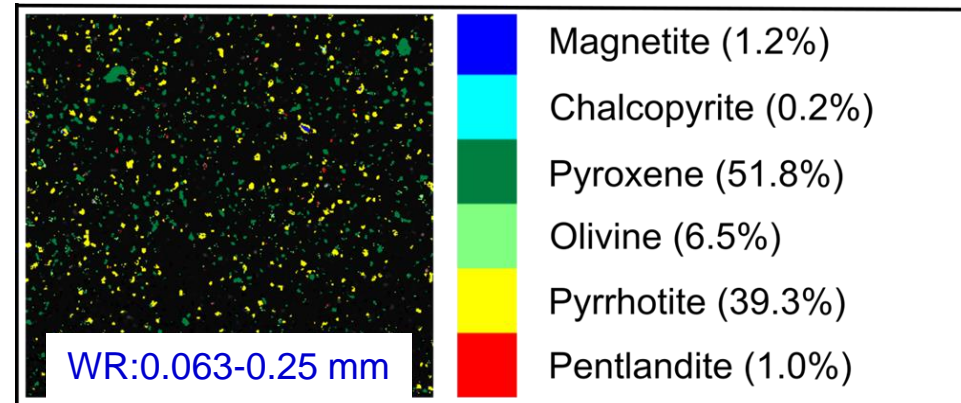 Magnetite (1.2%)
Chalcopyrite (0.2%)
Pyroxene (51.8%)
Olivine (6.5%)
Pyrrhotite (39.3%)
Pentlandite (1.0%)
WR:0.063-0.25 mm